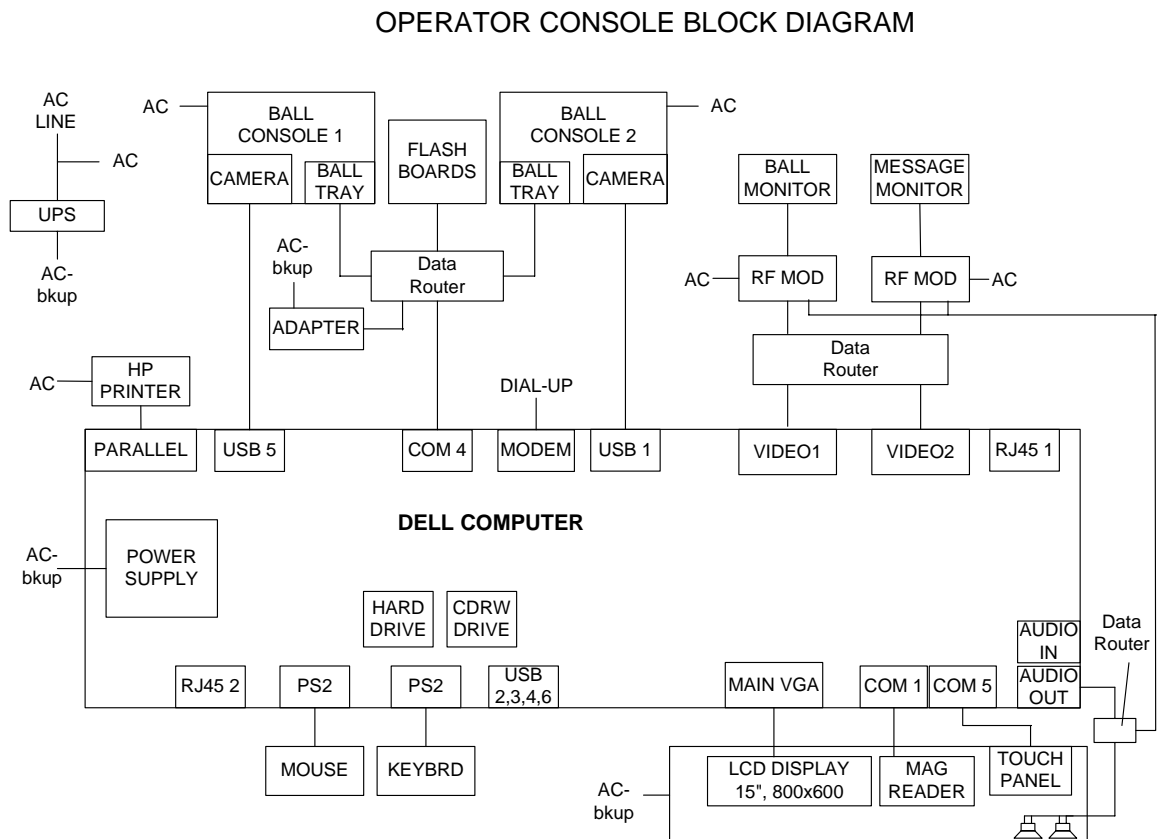 OPERATOR CONSOLE BLOCK DIAGRAM
AC
LINE
AC
UPS
AC-
bkup
AC
BALL
CONSOLE 1
CAMERA
BALL
TRAY
FLASH
BOARDS
BALL
CONSOLE 2
AC
BALL
TRAY
CAMERA
BALL
MONITOR
MESSAGE
MONITOR
AC-
bkup
Data
Router
ADAPTER
AC
RF MOD
RF MOD
AC
Data
Router
AC
HP
PRINTER
DIAL-UP
PARALLEL
USB 5
COM 4
MODEM
USB 1
VIDEO1
VIDEO2
RJ45 1
DELL COMPUTER
AC-
bkup
POWER
SUPPLY
HARD
DRIVE
CDRW
DRIVE
AUDIO
IN
Data
Router
RJ45 2
PS2
PS2
USB
2,3,4,6
MAIN VGA
COM 1
COM 5
AUDIO
OUT
MOUSE
KEYBRD
AC-
bkup
LCD DISPLAY
15", 800x600
MAG
READER
TOUCH
PANEL